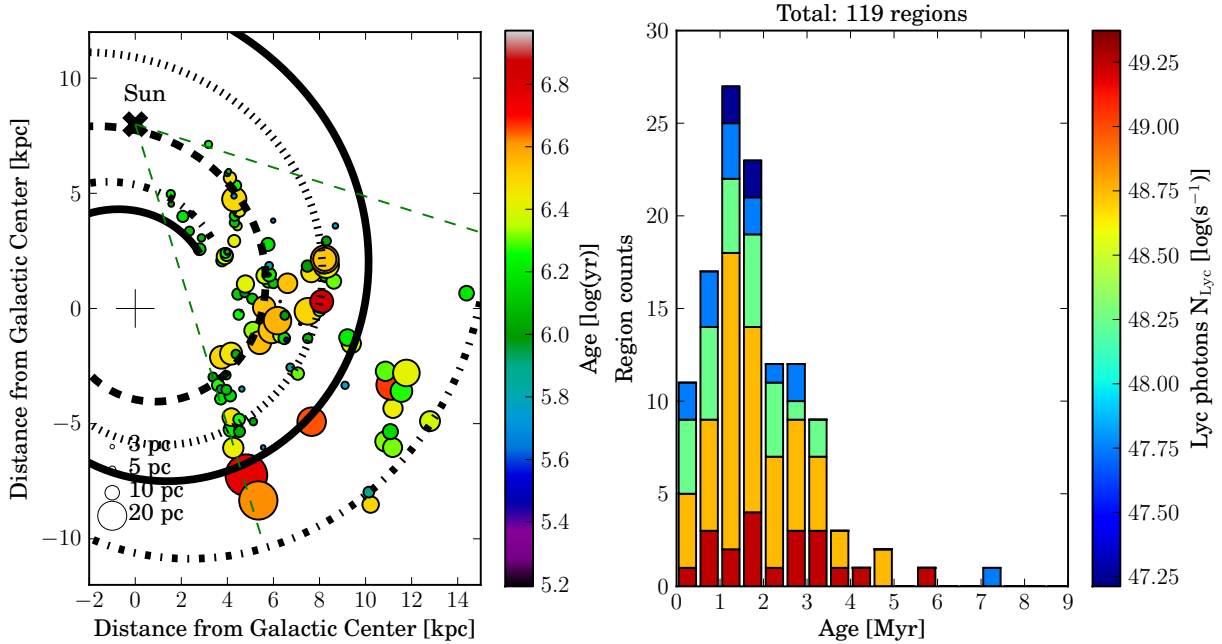 Total: 119 regions
Sun
3 pc
5 pc
10 pc
20 pc
−2 0 2 4 6 8 10 12 14
10
5
0
−5
−10
Distance from Galactic Center [kpc]
Distance from Galactic Center [kpc]
6.8
6.6
6.4
6.2
6.0
5.8
5.6
5.4
5.2
Age [log(yr)]
30
25
20
15
10
5
0
Region counts
0 1 2 3 4 5 6 7 8 9
Age [Myr]
49.25
49.00
48.75
48.50
48.25
48.00
47.75
47.50
47.25
Lyc photons N_Lyc [log(s⁻¹)]